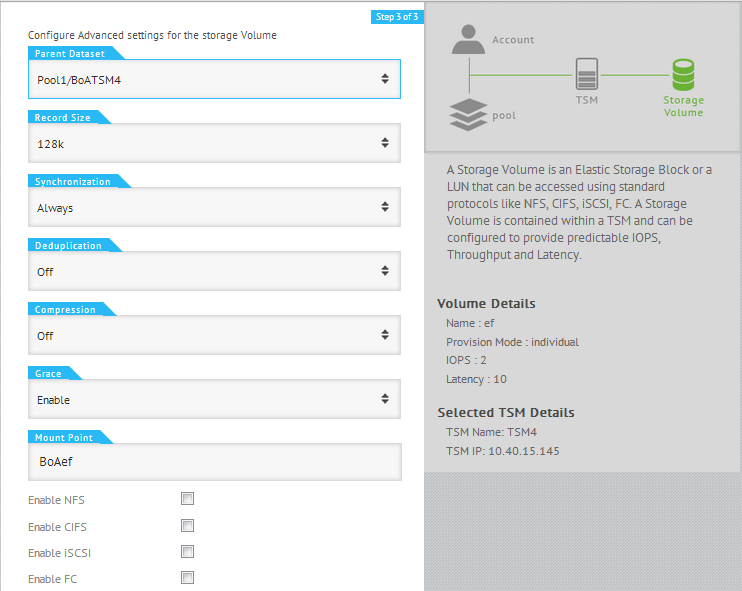 Step 3 of 3
Configure Advanced settings for the storage Volume
Parent Dataset
Pool1/BoATSM4
Record Size
128k
Synchronization
Always
Deduplication
Off
Compression
Off
Grace
Enable
Mount Point
BoAef
Enable NFS
Enable CIFS
Enable iSCSI
Enable FC
Account
TSM
Storage
Volume
pool
A Storage Volume is an Elastic Storage Block or a
LUN that can be accessed using standard
protocols like NFS, CIFS, iSCSI, FC. A Storage
Volume is contained within a TSM and can be
configured to provide predictable IOPS,
Throughput and Latency.
Volume Details
Name : ef
Provision Mode : individual
IOPS : 2
Latency : 10
Selected TSM Details
TSM Name: TSM4
TSM IP: 10.40.15.145